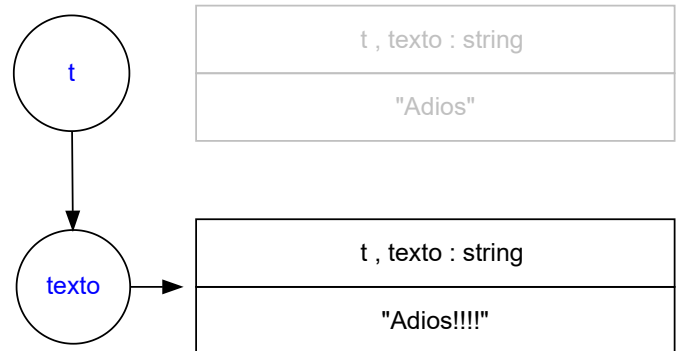 t
t , texto : string
"Adios"
texto
t , texto : string
"Adios!!!!"